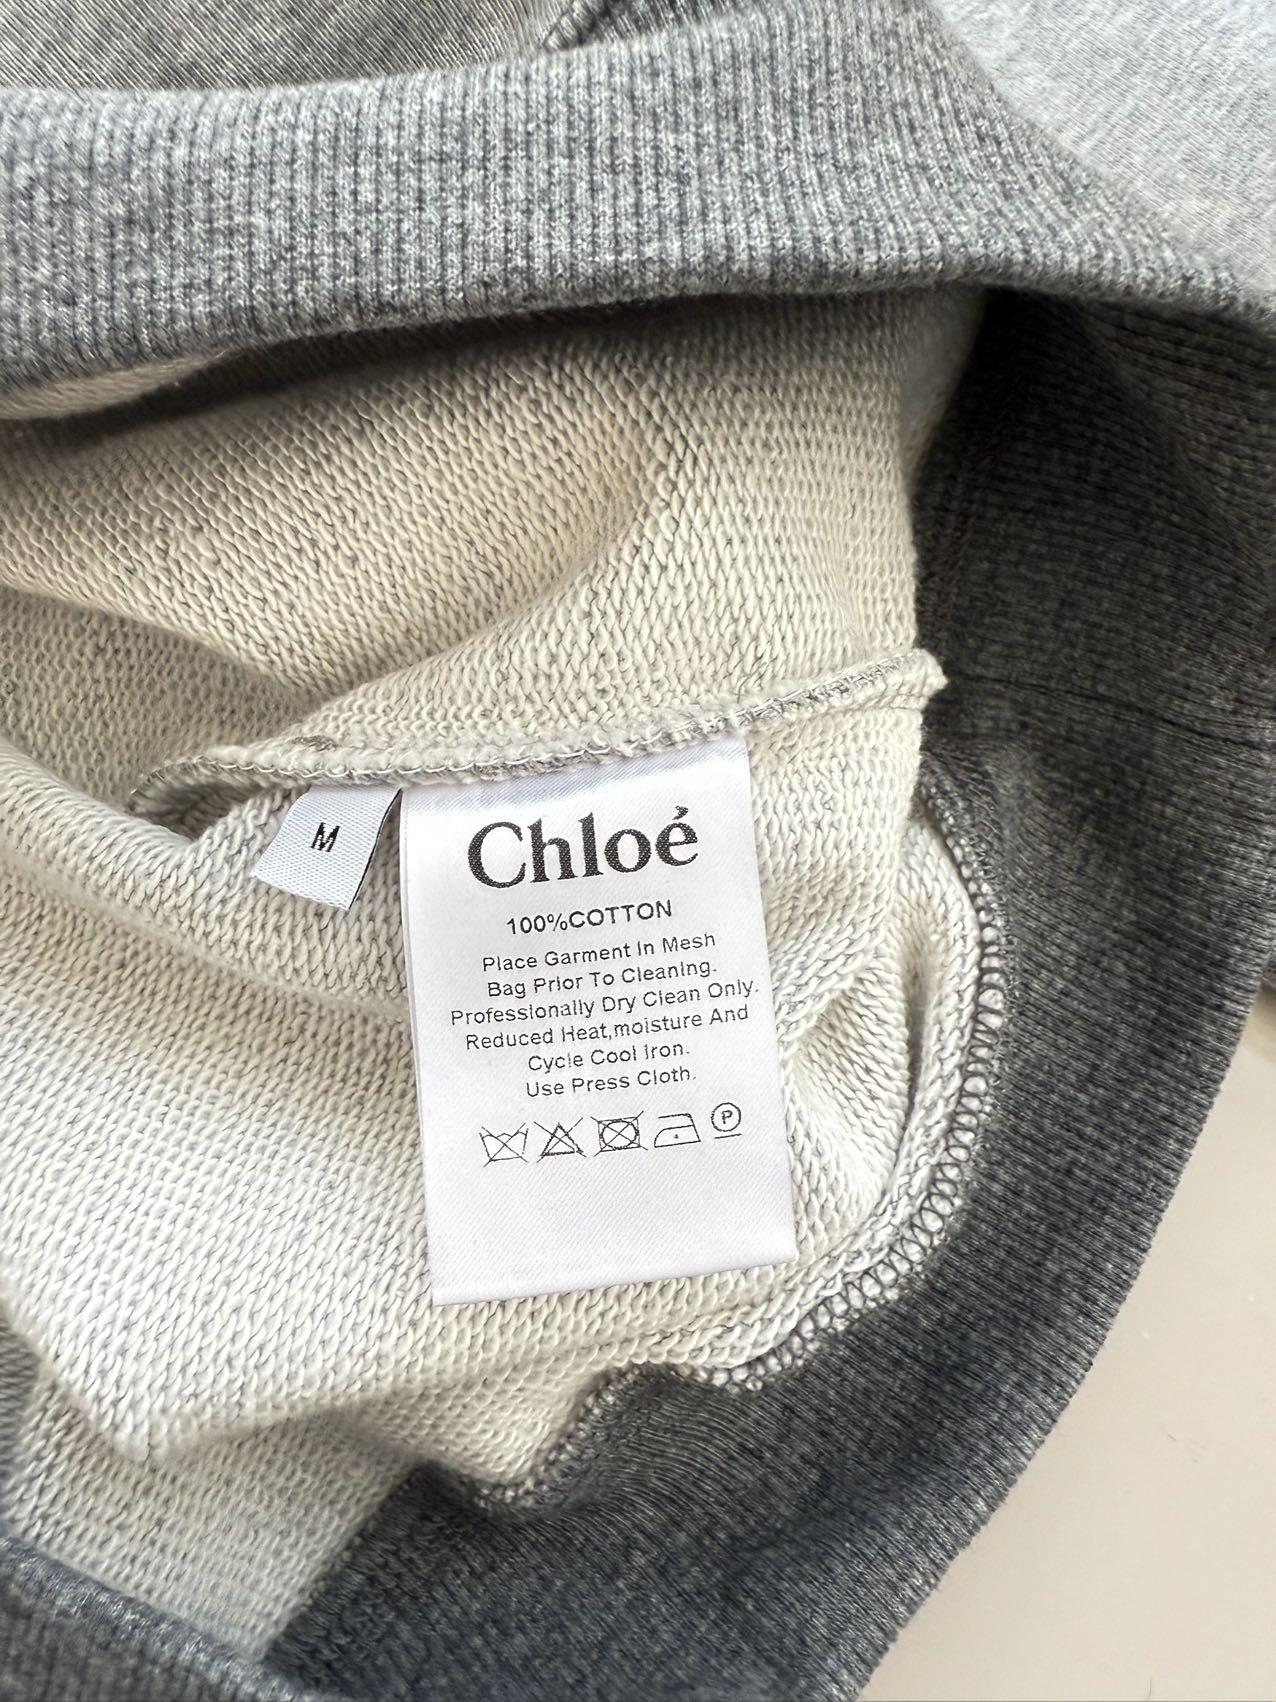 M
Chloé
100%COTTON
Place Garment In Mesh
Bag Prior To Cleaning.
Professionally Dry Clean Only.
Reduced Heat,moisture And
Cycle Cool Iron.
Use Press Cloth.
P